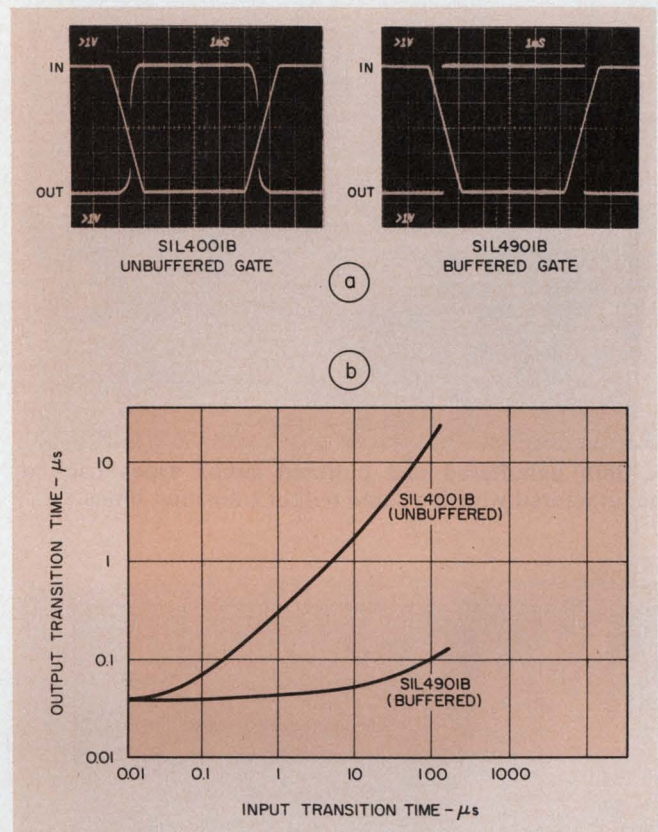 >1V 1mS
IN
OUT
>1V
SIL4001B
UNBUFFERED GATE
>1V 1mS
IN
OUT
>1V
SIL4901B
BUFFERED GATE
a
b
OUTPUT TRANSITION TIME – μs
10
1
0.1
0.01
SIL4001B
(UNBUFFERED)
SIL4901B
(BUFFERED)
0.01 0.1 1 10 100 1000
INPUT TRANSITION TIME – μs